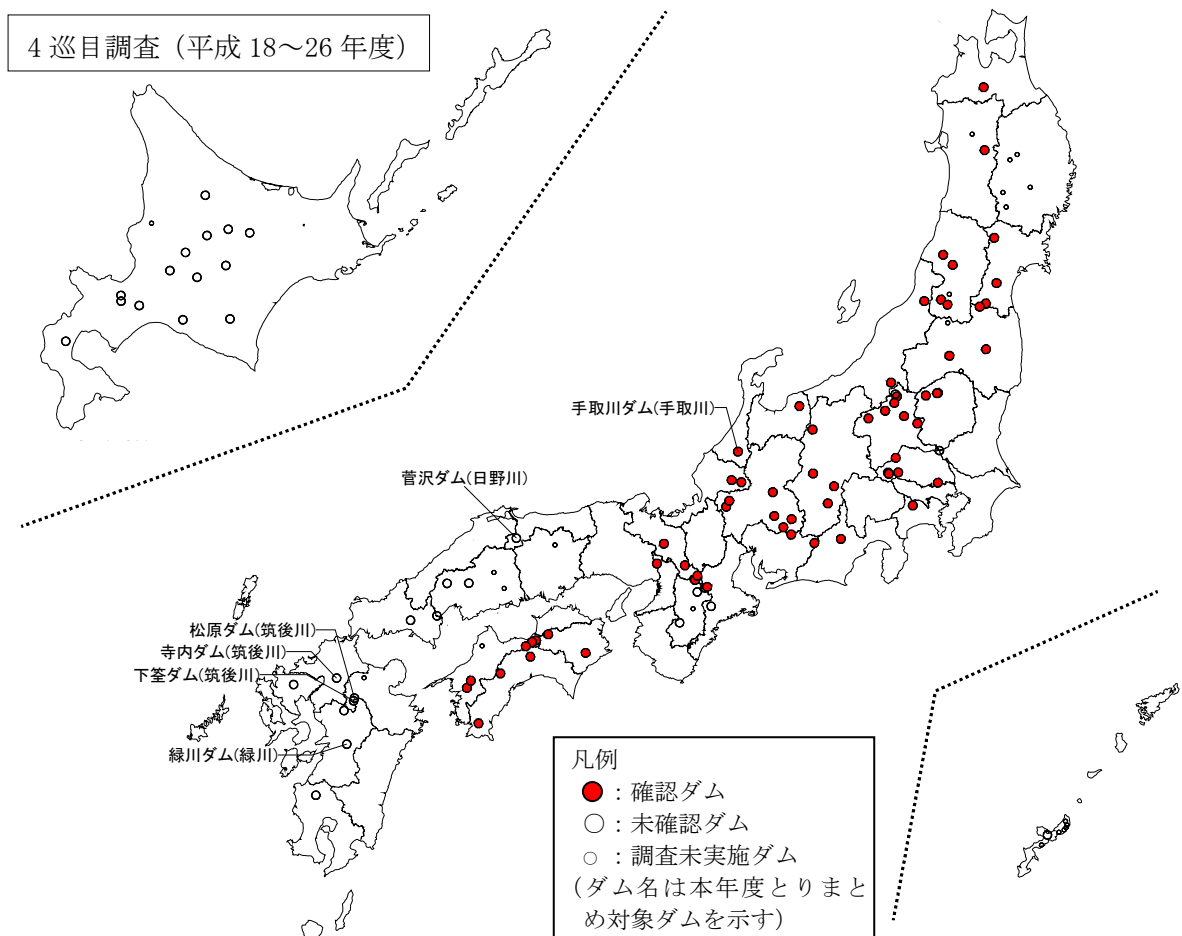 4巡目調査（平成 18～26 年度）
手取川ダム(手取川)
菅沢ダム(日野川)
松原ダム(筑後川)
寺内ダム(筑後川)
下筌ダム(筑後川)
緑川ダム(緑川)
凡例
：確認ダム
：未確認ダム
：調査未実施ダム
(ダム名は本年度とりまと
め対象ダムを示す)